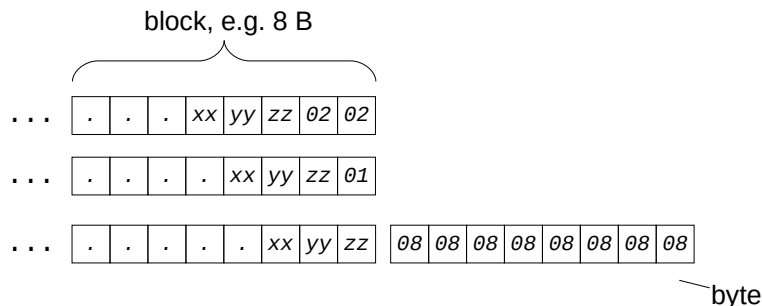 block, e.g. 8 B
... . . . xx yy zz 02 02
... . . . . xx yy zz 01
... . . . . . xx yy zz 08 08 08 08 08 08 08 08
byte